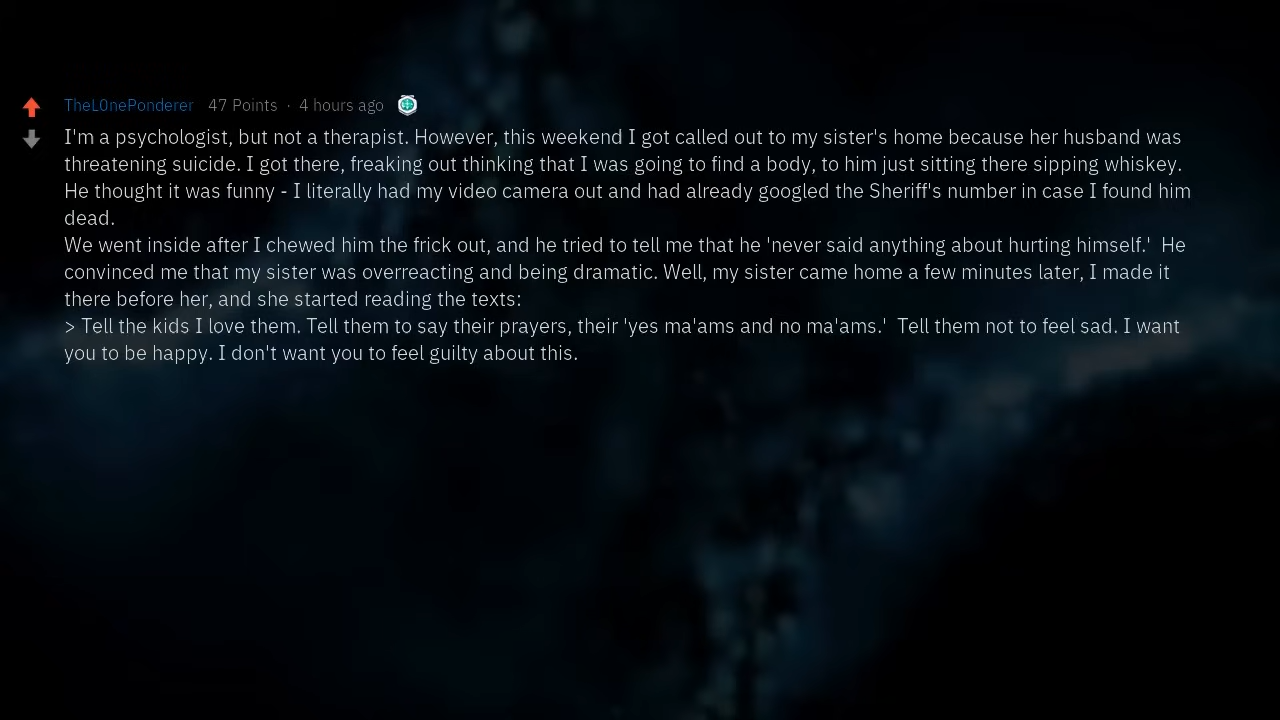 TheL0nePonderer 47 Points · 4 hours ago
I'm a psychologist, but not a therapist. However, this weekend I got called out to my sister's home because her husband was
threatening suicide. I got there, freaking out thinking that I was going to find a body, to him just sitting there sipping whiskey.
He thought it was funny - I literally had my video camera out and had already googled the Sheriff's number in case I found him
dead.
We went inside after I chewed him the frick out, and he tried to tell me that he 'never said anything about hurting himself.'  He
convinced me that my sister was overreacting and being dramatic. Well, my sister came home a few minutes later, I made it
there before her, and she started reading the texts:
> Tell the kids I love them. Tell them to say their prayers, their 'yes ma'ams and no ma'ams.'  Tell them not to feel sad. I want
you to be happy. I don't want you to feel guilty about this.